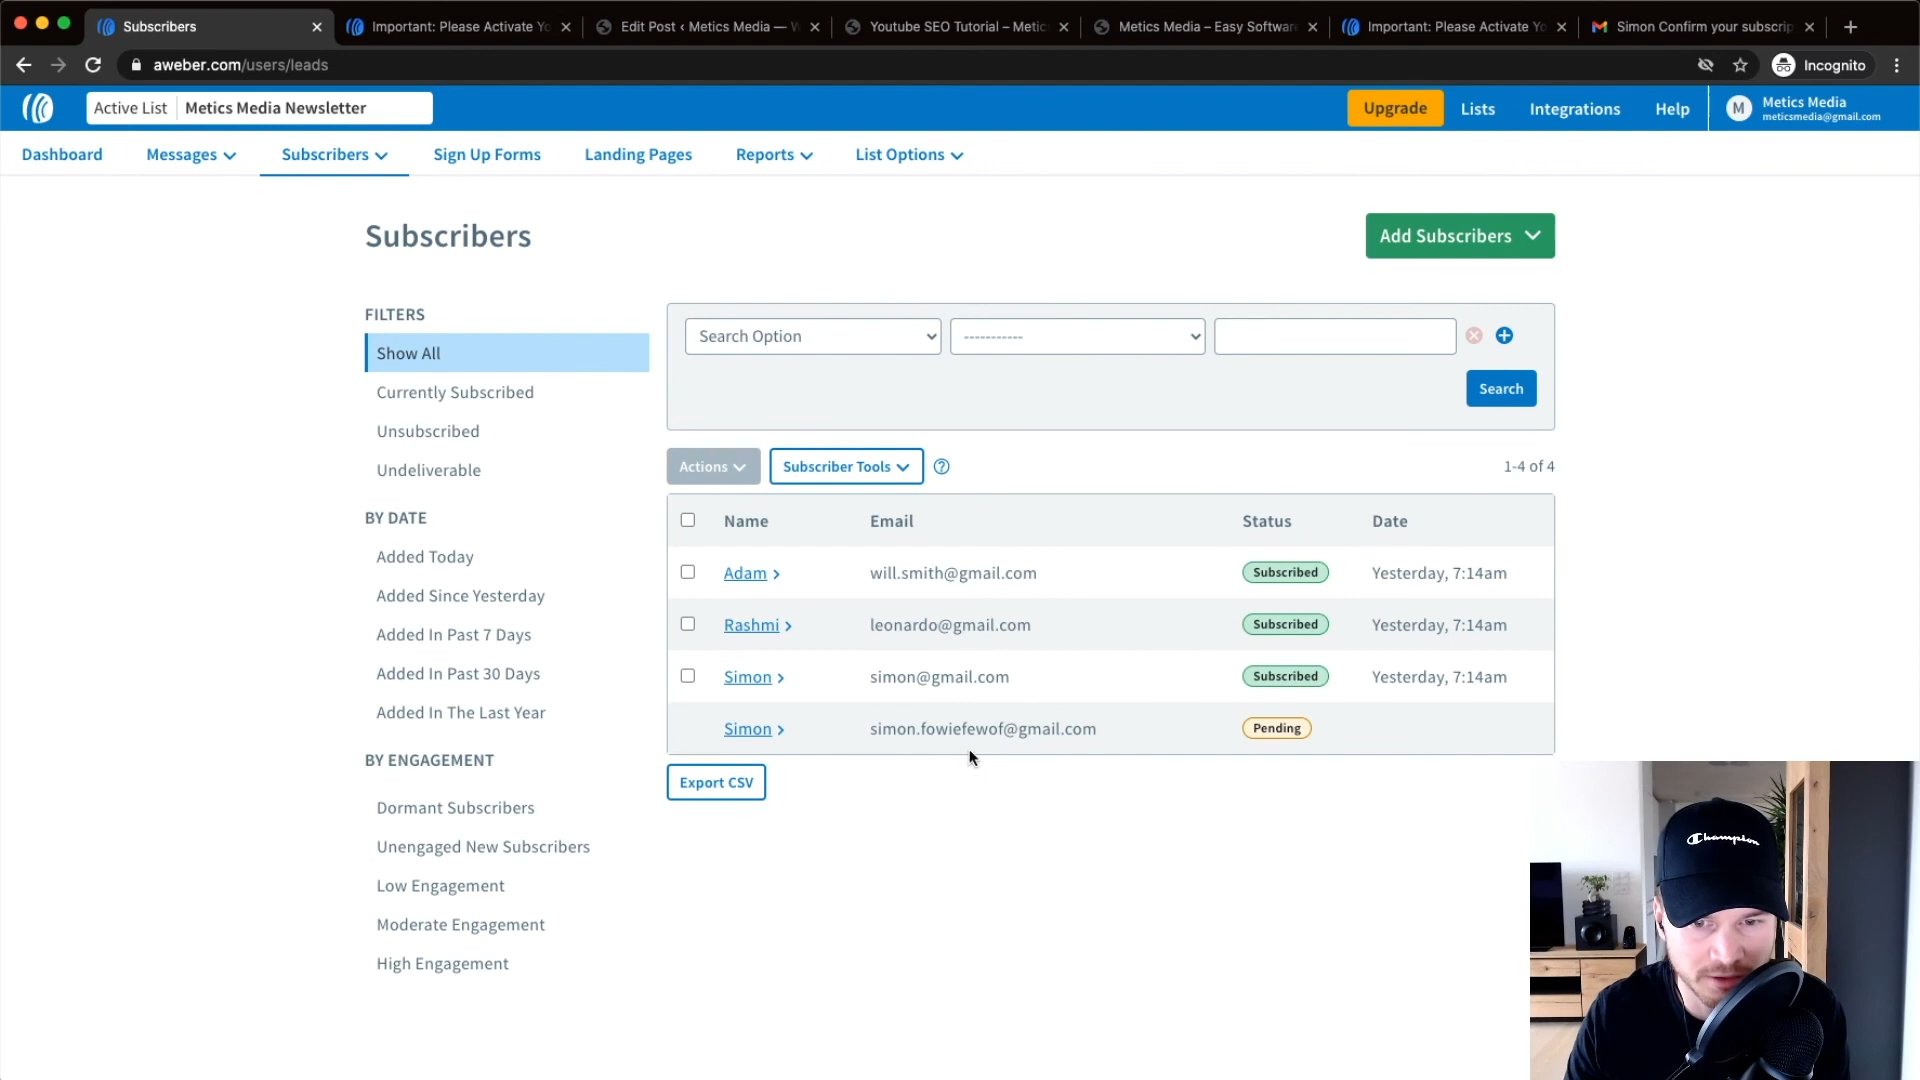 Subscribers
Important: Please Activate Yo
Edit Post ‹ Metics Media — W
Youtube SEO Tutorial – Metic
Metics Media – Easy Software
Important: Please Activate Yo
Simon Confirm your subscrip
aweber.com/users/leads
Incognito
Active List
Metics Media Newsletter
Upgrade
Lists
Integrations
Help
M
Metics Media
meticsmedia@gmail.com
Dashboard
Messages
Subscribers
Sign Up Forms
Landing Pages
Reports
List Options
Subscribers
Add Subscribers
FILTERS
Show All
Currently Subscribed
Unsubscribed
Undeliverable
BY DATE
Added Today
Added Since Yesterday
Added In Past 7 Days
Added In Past 30 Days
Added In The Last Year
BY ENGAGEMENT
Dormant Subscribers
Unengaged New Subscribers
Low Engagement
Moderate Engagement
High Engagement
Search Option
-----------
Search
Actions
Subscriber Tools
?
1-4 of 4
Name Email Status Date
Adam will.smith@gmail.com Subscribed Yesterday, 7:14am
Rashmi leonardo@gmail.com Subscribed Yesterday, 7:14am
Simon simon@gmail.com Subscribed Yesterday, 7:14am
Simon simon.fowiefewof@gmail.com Pending
Export CSV
Champion